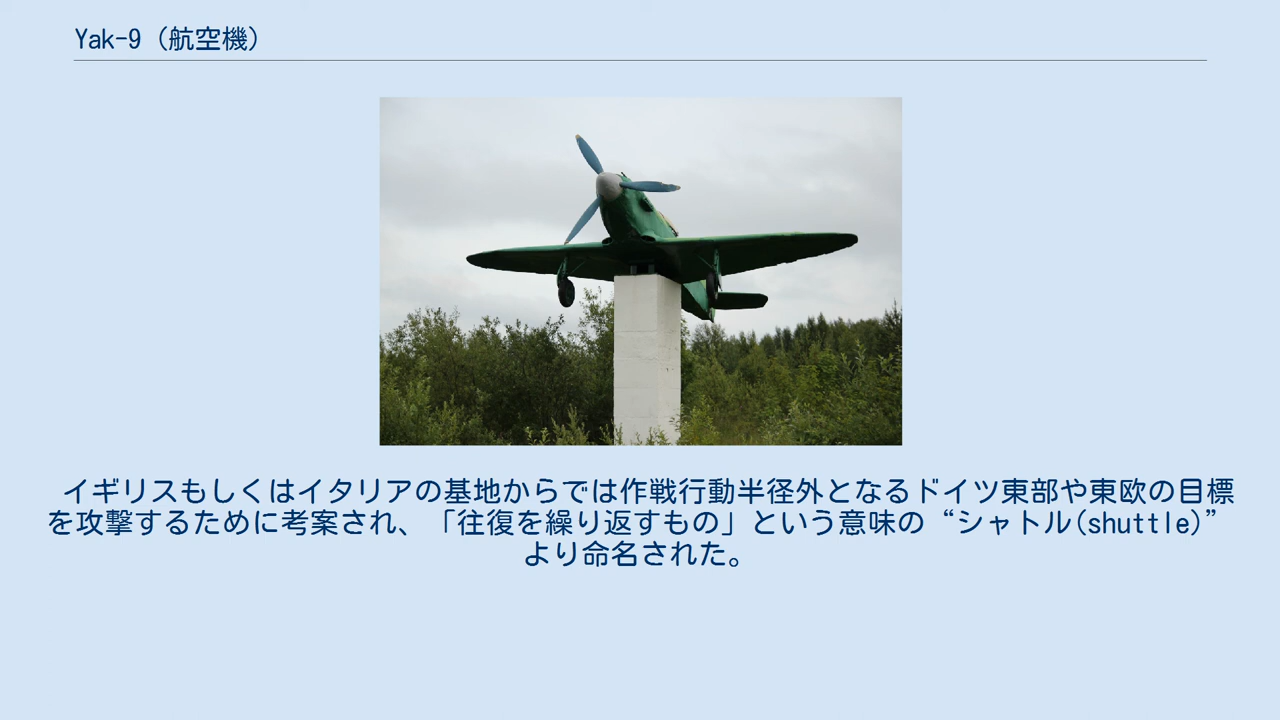 Yak-9（航空機）
イギリスもしくはイタリアの基地からでは作戦行動半径外となるドイツ東部や東欧の目標
を攻撃するために考案され、「往復を繰り返すもの」という意味の“シャトル(shuttle)”
より命名された。